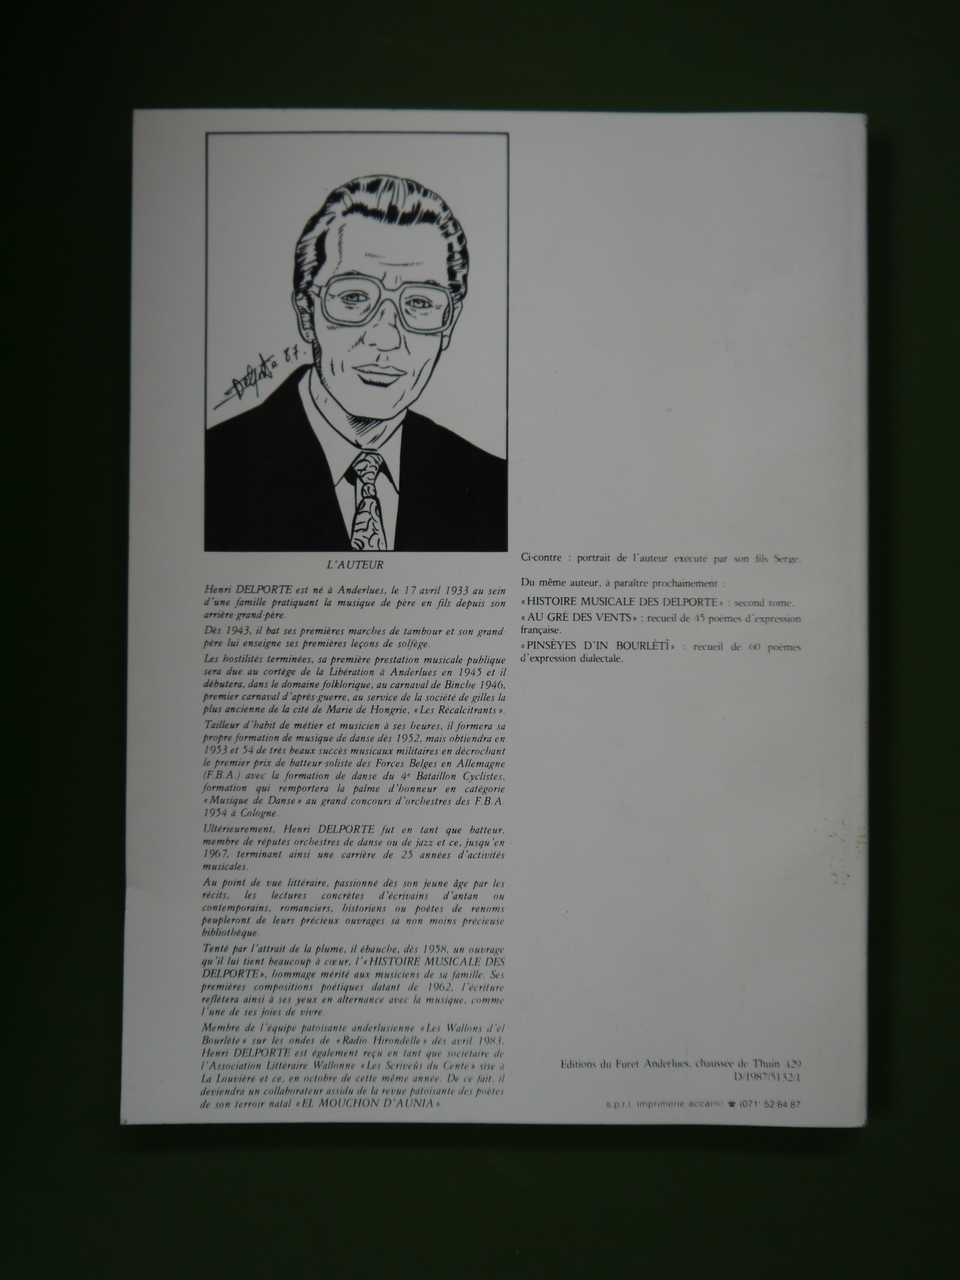 87.
L'AUTEUR
Henri DELPORTE est né à Anderlues, le 17 avril 1933 au sein
d'une famille pratiquant la musique de père en fils depuis son
arrière-grand-père.
Dès 1943, il bat ses premières marches de tambour et son grand-
père lui enseigne ses premières leçons de solfège.
Les hostilités terminées, sa première prestation musicale publique
sera due au cortège de la Libération à Anderlues en 1945 et il
débutera, dans le domaine folklorique, au carnaval de Binche 1946,
premier carnaval d'après-guerre, au service de la société de gilles la
plus ancienne de la cité de Marie de Hongrie, «Les Récalcitrants».
Tailleur d'habit de métier et musicien à ses heures, il formera sa
propre formation de musique de danse dès 1952, mais obtiendra en
1953 et 54 de très beaux succès musicaux militaires en décrochant
le premier prix de batteur-soliste des Forces Belges en Allemagne
(F.B.A.) avec la formation de danse du 4e Bataillon Cyclistes,
formation qui remportera la palme d'honneur en catégorie
«Musique de Danse» au grand concours d'orchestres des F.B.A.
1954 à Cologne.
Ultérieurement, Henri DELPORTE fut en tant que batteur,
membre de réputés orchestres de danse ou de jazz et ce, jusqu'en
1967, terminant ainsi une carrière de 25 années d'activités
musicales.
Au point de vue littéraire, passionné dès son jeune âge par les
récits, les lectures concrètes d'écrivains d'antan ou
contemporains, romanciers, historiens ou poètes de renoms
peupleront de leurs précieux ouvrages sa non moins précieuse
bibliothèque.
Tenté par l'attrait de la plume, il ébauche, dès 1958, un ouvrage
qu'il lui tient beaucoup à cœur, l'«HISTOIRE MUSICALE DES
DELPORTE», hommage mérité aux musiciens de sa famille. Ses
premières compositions poétiques datant de 1962, l'écriture
reflètera ainsi à ses yeux en alternance avec la musique, comme
l'une de ses joies de vivre.
Membre de l'équipe patoisante anderlusienne «Les Wallons d'èl
Bourlète» sur les ondes de «Radio Hirondelle» dès avril 1983,
Henri DELPORTE est également reçu en tant que sociétaire de
l'Association Littéraire Wallonne «Les Scriveûs du Cente» sise à
La Louvière et ce, en octobre de cette même année. De ce fait, il
deviendra un collaborateur assidu de la revue patoisante des poètes
de son terroir natal «EL MOUCHON D'AUNIA».
Ci-contre : portrait de l'auteur exécuté par son fils Serge.
Du même auteur, à paraître prochainement :
«HISTOIRE MUSICALE DES DELPORTE» : second tome.
«AU GRÉ DES VENTS» : recueil de 45 poèmes d'expression
française.
«PINSÈYES D'IN BOURLÈTÎ» : recueil de 60 poèmes
d'expression dialectale.
Editions du Furet Anderlues, chaussée de Thuin 429
D/1987/5132/1
s.p.r.l. imprimerie accaino ☎ (071) 52 64 87